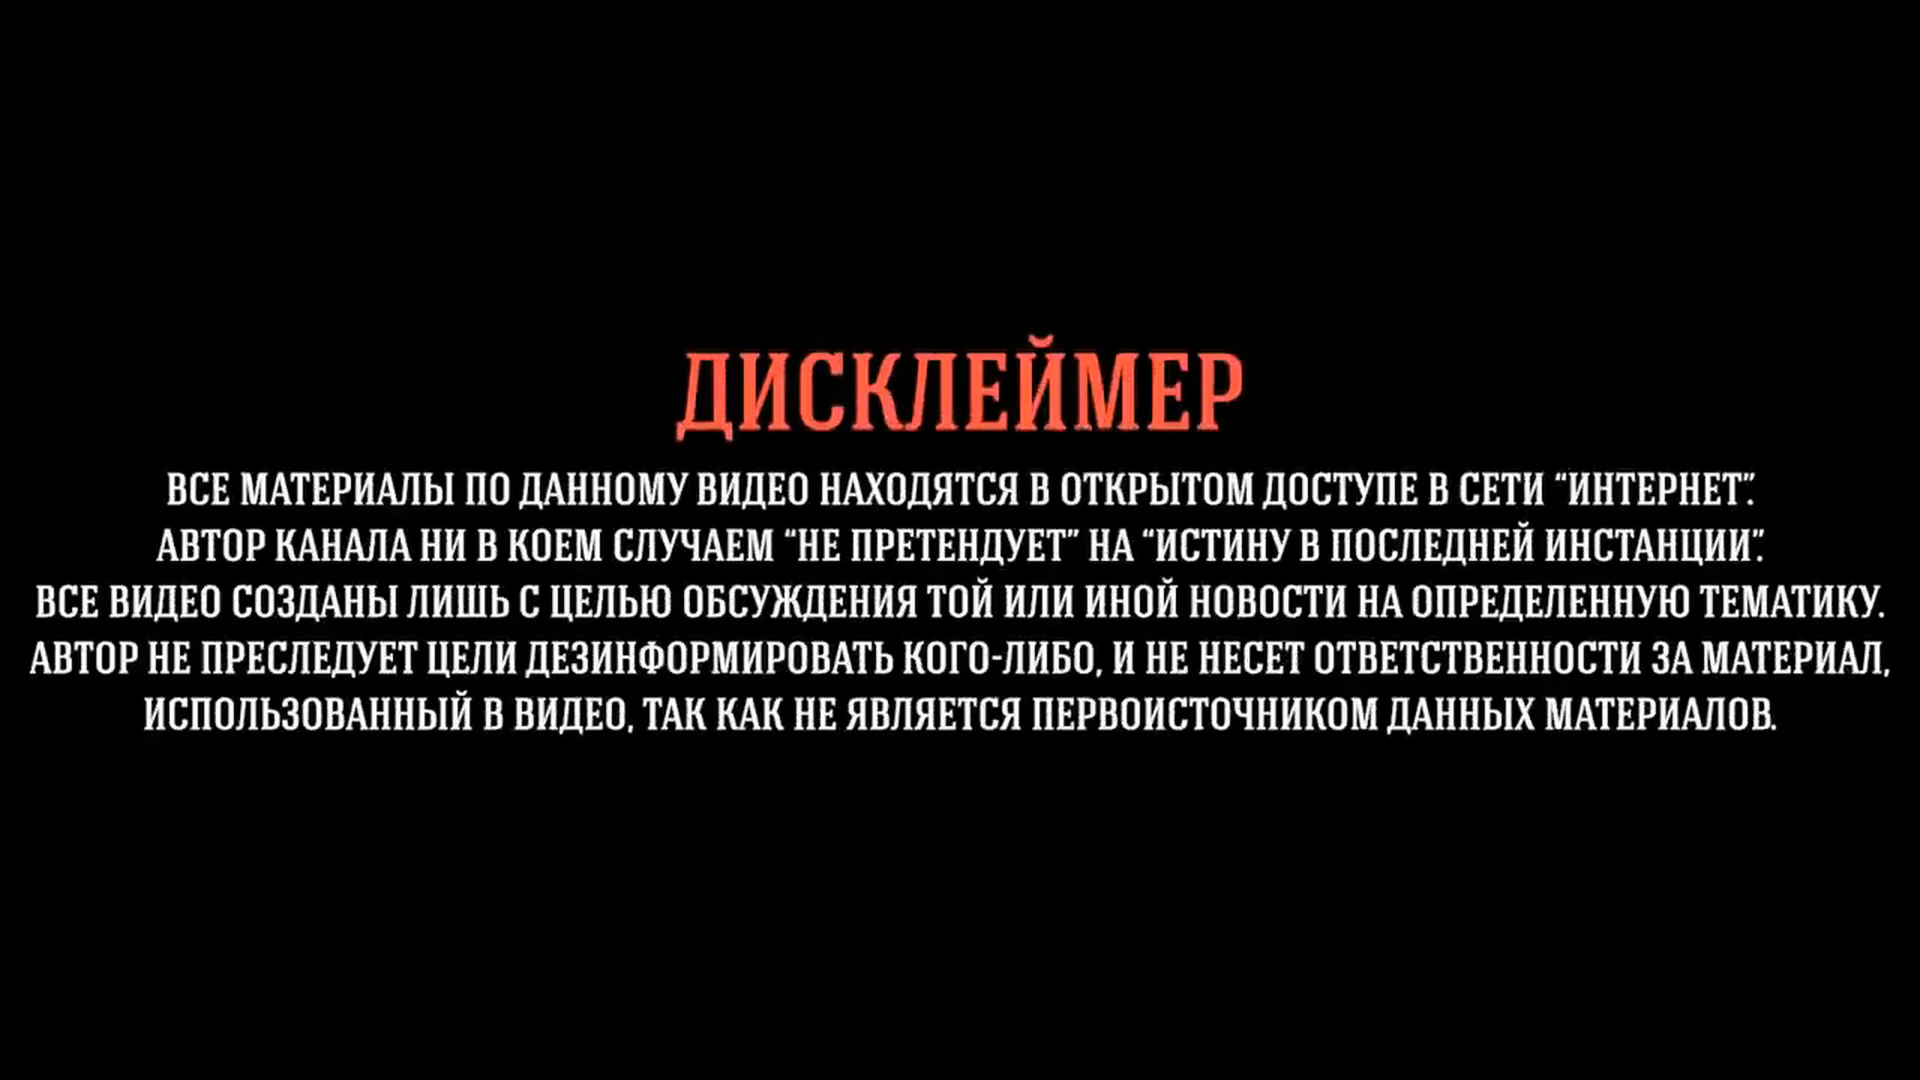 ДИСКЛЕЙМЕР
ВСЕ МАТЕРИАЛЫ ПО ДАННОМУ ВИДЕО НАХОДЯТСЯ В ОТКРЫТОМ ДОСТУПЕ В СЕТИ “ИНТЕРНЕТ”.
АВТОР КАНАЛА НИ В КОЕМ СЛУЧАЕМ “НЕ ПРЕТЕНДУЕТ” НА “ИСТИНУ В ПОСЛЕДНЕЙ ИНСТАНЦИИ”.
ВСЕ ВИДЕО СОЗДАНЫ ЛИШЬ С ЦЕЛЬЮ ОБСУЖДЕНИЯ ТОЙ ИЛИ ИНОЙ НОВОСТИ НА ОПРЕДЕЛЕННУЮ ТЕМАТИКУ.
АВТОР НЕ ПРЕСЛЕДУЕТ ЦЕЛИ ДЕЗИНФОРМИРОВАТЬ КОГО-ЛИБО, И НЕ НЕСЕТ ОТВЕТСТВЕННОСТИ ЗА МАТЕРИАЛ,
ИСПОЛЬЗОВАННЫЙ В ВИДЕО, ТАК КАК НЕ ЯВЛЯЕТСЯ ПЕРВОИСТОЧНИКОМ ДАННЫХ МАТЕРИАЛОВ.